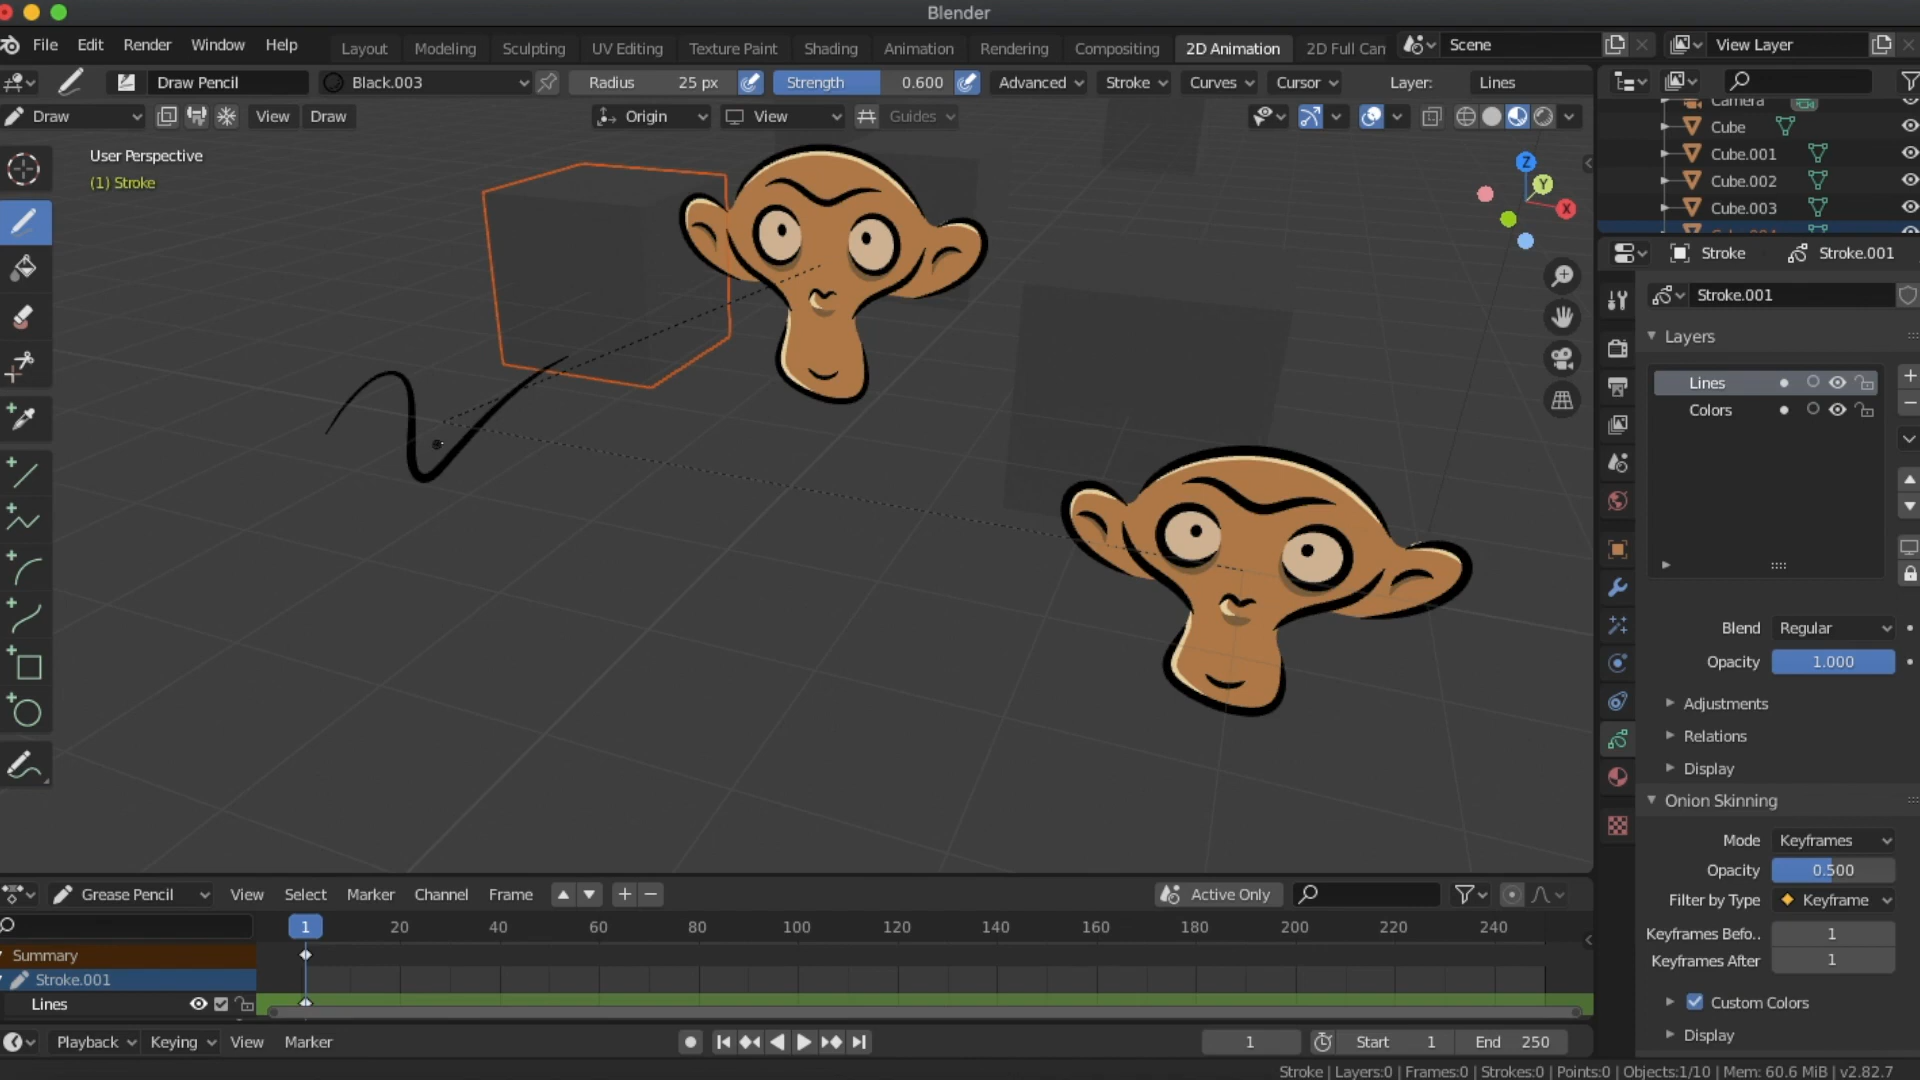 Blender
File Edit Render Window Help Layout Modeling Sculpting UV Editing Texture Paint Shading Animation Rendering Compositing 2D Animation 2D Full Can Scene View Layer
Draw Pencil Black.003 Radius 25 px Strength 0.600 Advanced Stroke Curves Cursor Layer: Lines
Draw View Draw Origin View Guides
User Perspective
(1) Stroke
Z
Y
X
Camera
Cube
Cube.001
Cube.002
Cube.003
Stroke Stroke.001
Stroke.001
Layers
Lines
Colors
Blend Regular
Opacity 1.000
Adjustments
Relations
Display
Onion Skinning
Mode Keyframes
Opacity 0.500
Filter by Type Keyframe
Keyframes Befo.. 1
Keyframes After 1
Custom Colors
Display
Grease Pencil View Select Marker Channel Frame Active Only
1 20 40 60 80 100 120 140 160 180 200 220 240
Summary
Stroke.001
Lines
Playback Keying View Marker 1 Start 1 End 250
Stroke | Layers:0 | Frames:0 | Strokes:0 | Points:0 | Objects:1/10 | Mem: 60.6 MiB | v2.82.7